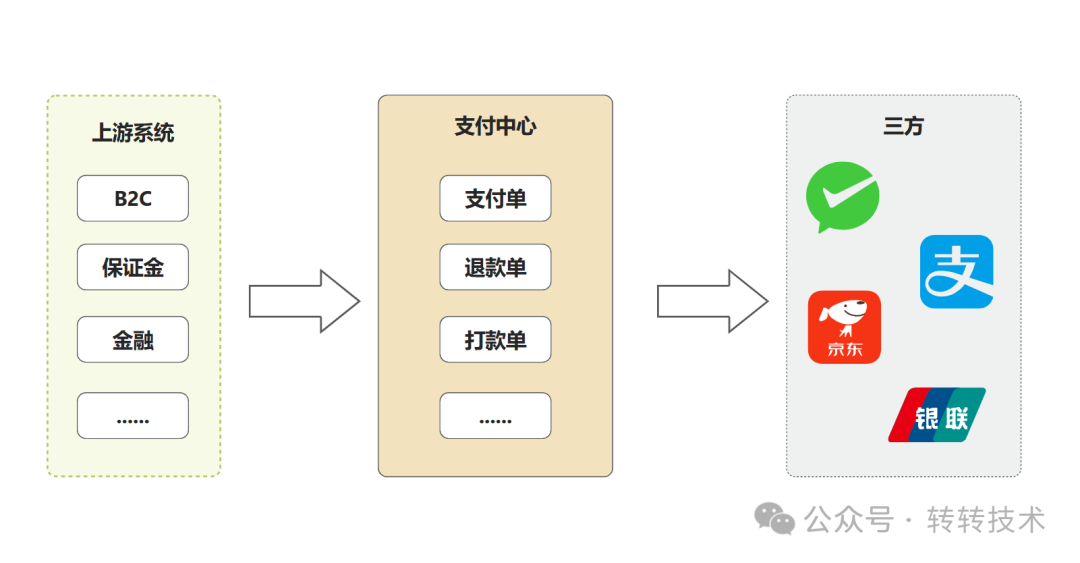 上游系统
B2C
保证金
金融
......
支付中心
支付单
退款单
打款单
......
三方
支
京东
银联
公众号 · 转转技术